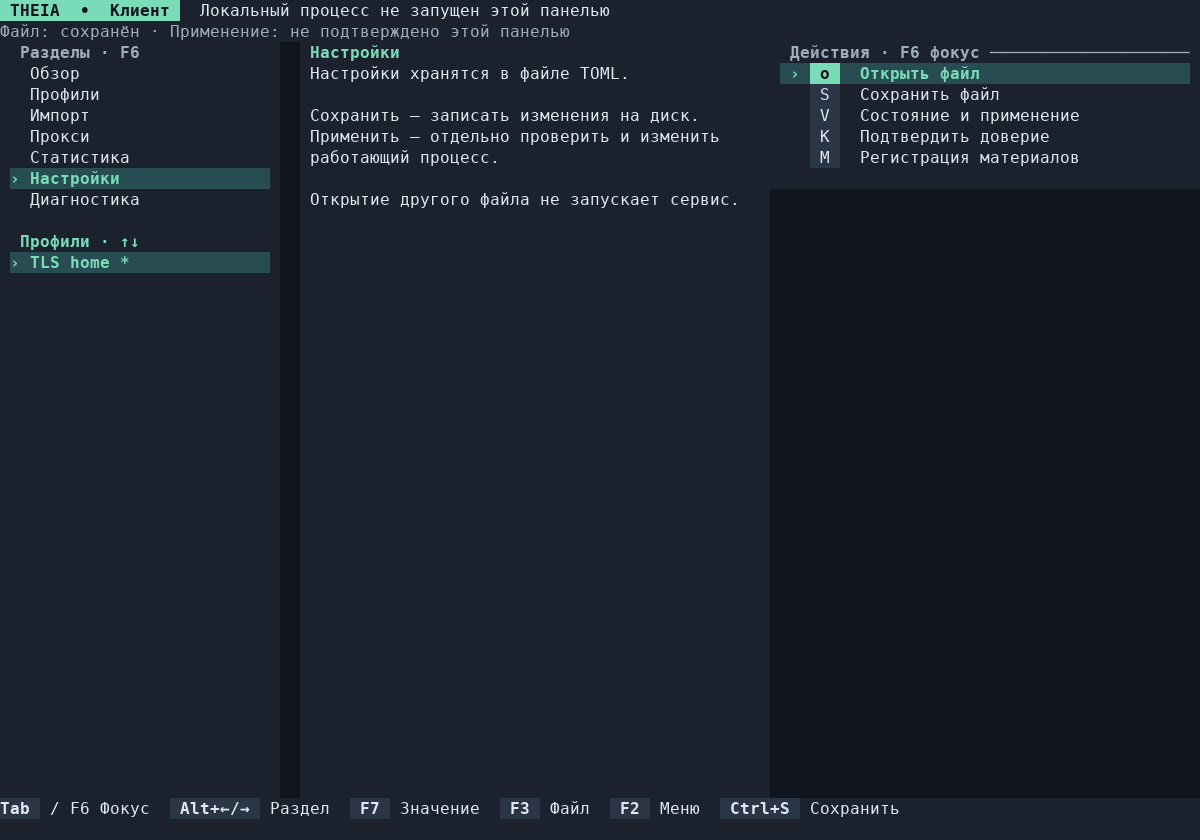 THEIA • Клиент Локальный процесс не запущен этой панелью
Файл: сохранён · Применение: не подтверждено этой панелью
Разделы · F6
Обзор
Профили
Импорт
Прокси
Статистика
› Настройки
Диагностика
Профили · ↑↓
› TLS home *
Настройки
Настройки хранятся в файле TOML.
Сохранить — записать изменения на диск.
Применить — отдельно проверить и изменить
работающий процесс.
Открытие другого файла не запускает сервис.
Действия · F6 фокус
› o Открыть файл
S Сохранить файл
V Состояние и применение
K Подтвердить доверие
M Регистрация материалов
Tab / F6 Фокус Alt+←/→ Раздел F7 Значение F3 Файл F2 Меню Ctrl+S Сохранить